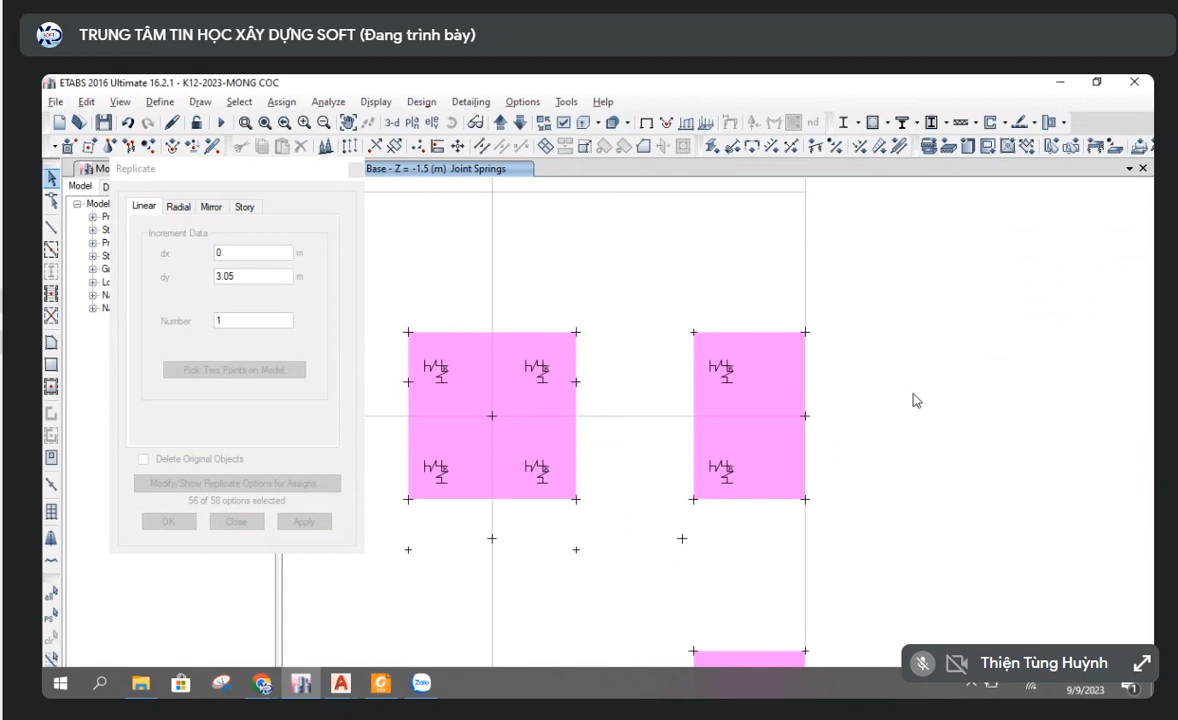 TRUNG TÂM TIN HỌC XÂY DỰNG SOFT (Đang trình bày)
ETABS 2016 Ultimate 16.2.1 - K12-2023-MONG COC
File Edit View Define Draw Select Assign Analyze Display Design Detailing Options Tools Help
3-d
nd
Replicate
Base - Z = -1.5 (m) Joint Springs
Model
Linear Radial Mirror Story
Model
Increment Data
dx 0 m
dy 3.05 m
Number 1
Pick Two Points on Model...
Delete Original Objects
Modify/Show Replicate Options for Assigns...
56 of 58 options selected
OK Close Apply
Thiện Tùng Huỳnh
9/9/2023
1